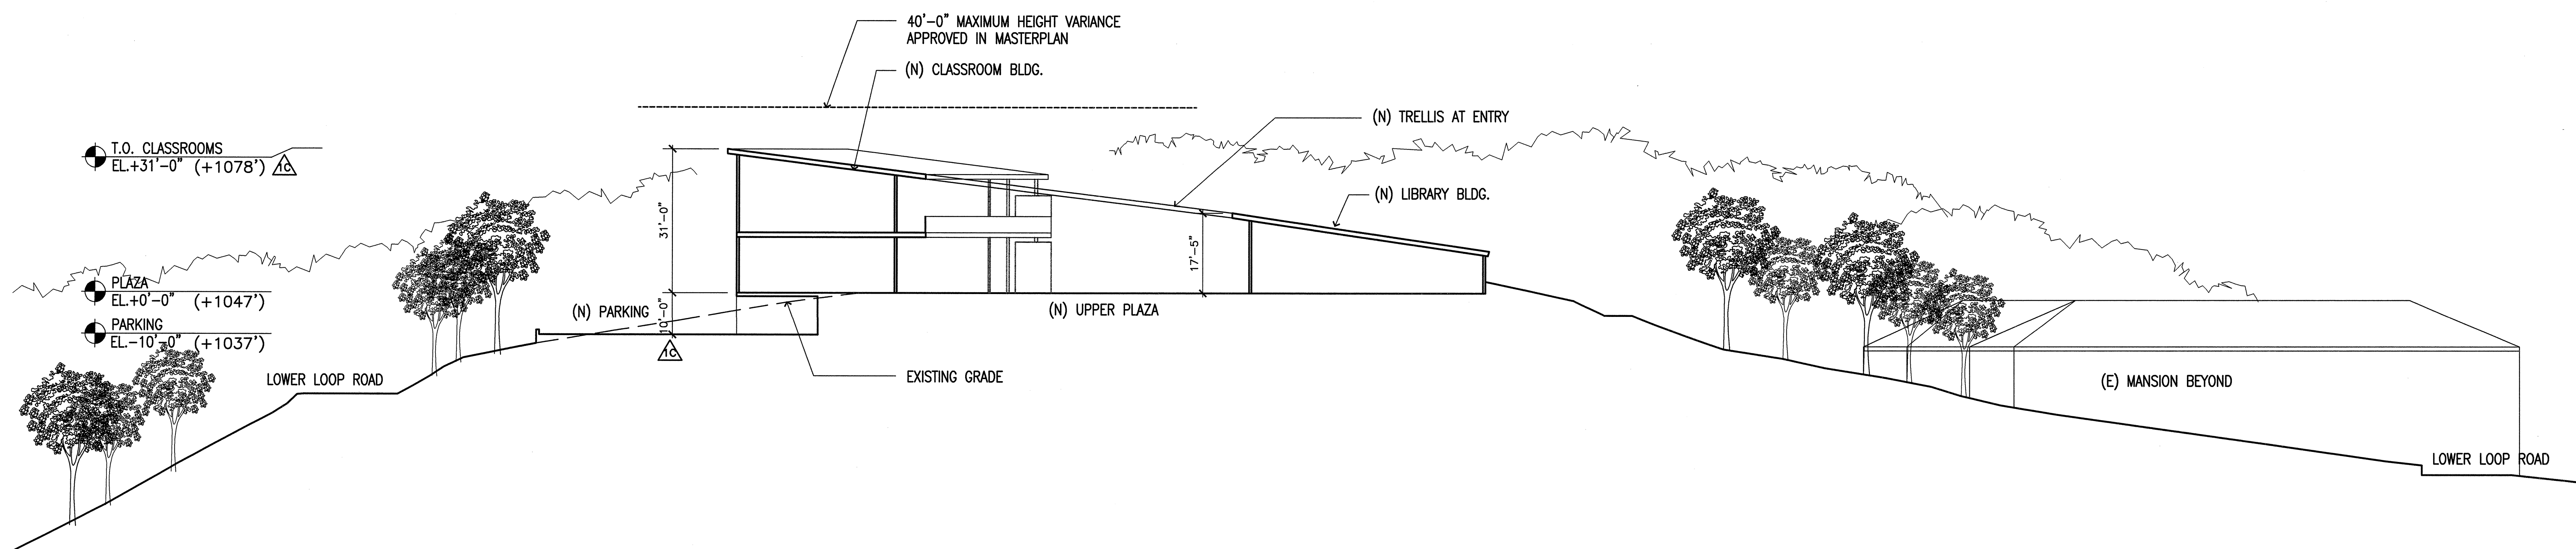 40'-0" MAXIMUM HEIGHT VARIANCE
APPROVED IN MASTERPLAN
(N) CLASSROOM BLDG.
(N) TRELLIS AT ENTRY
T.O. CLASSROOMS
EL.+31'-0" (+1078') 1C
(N) LIBRARY BLDG.
31'-0"
17'-5"
PLAZA
EL.+0'-0" (+1047')
(N) PARKING
10'-0"
(N) UPPER PLAZA
PARKING
EL.-10'-0" (+1037')
1C
EXISTING GRADE
LOWER LOOP ROAD
(E) MANSION BEYOND
LOWER LOOP ROAD